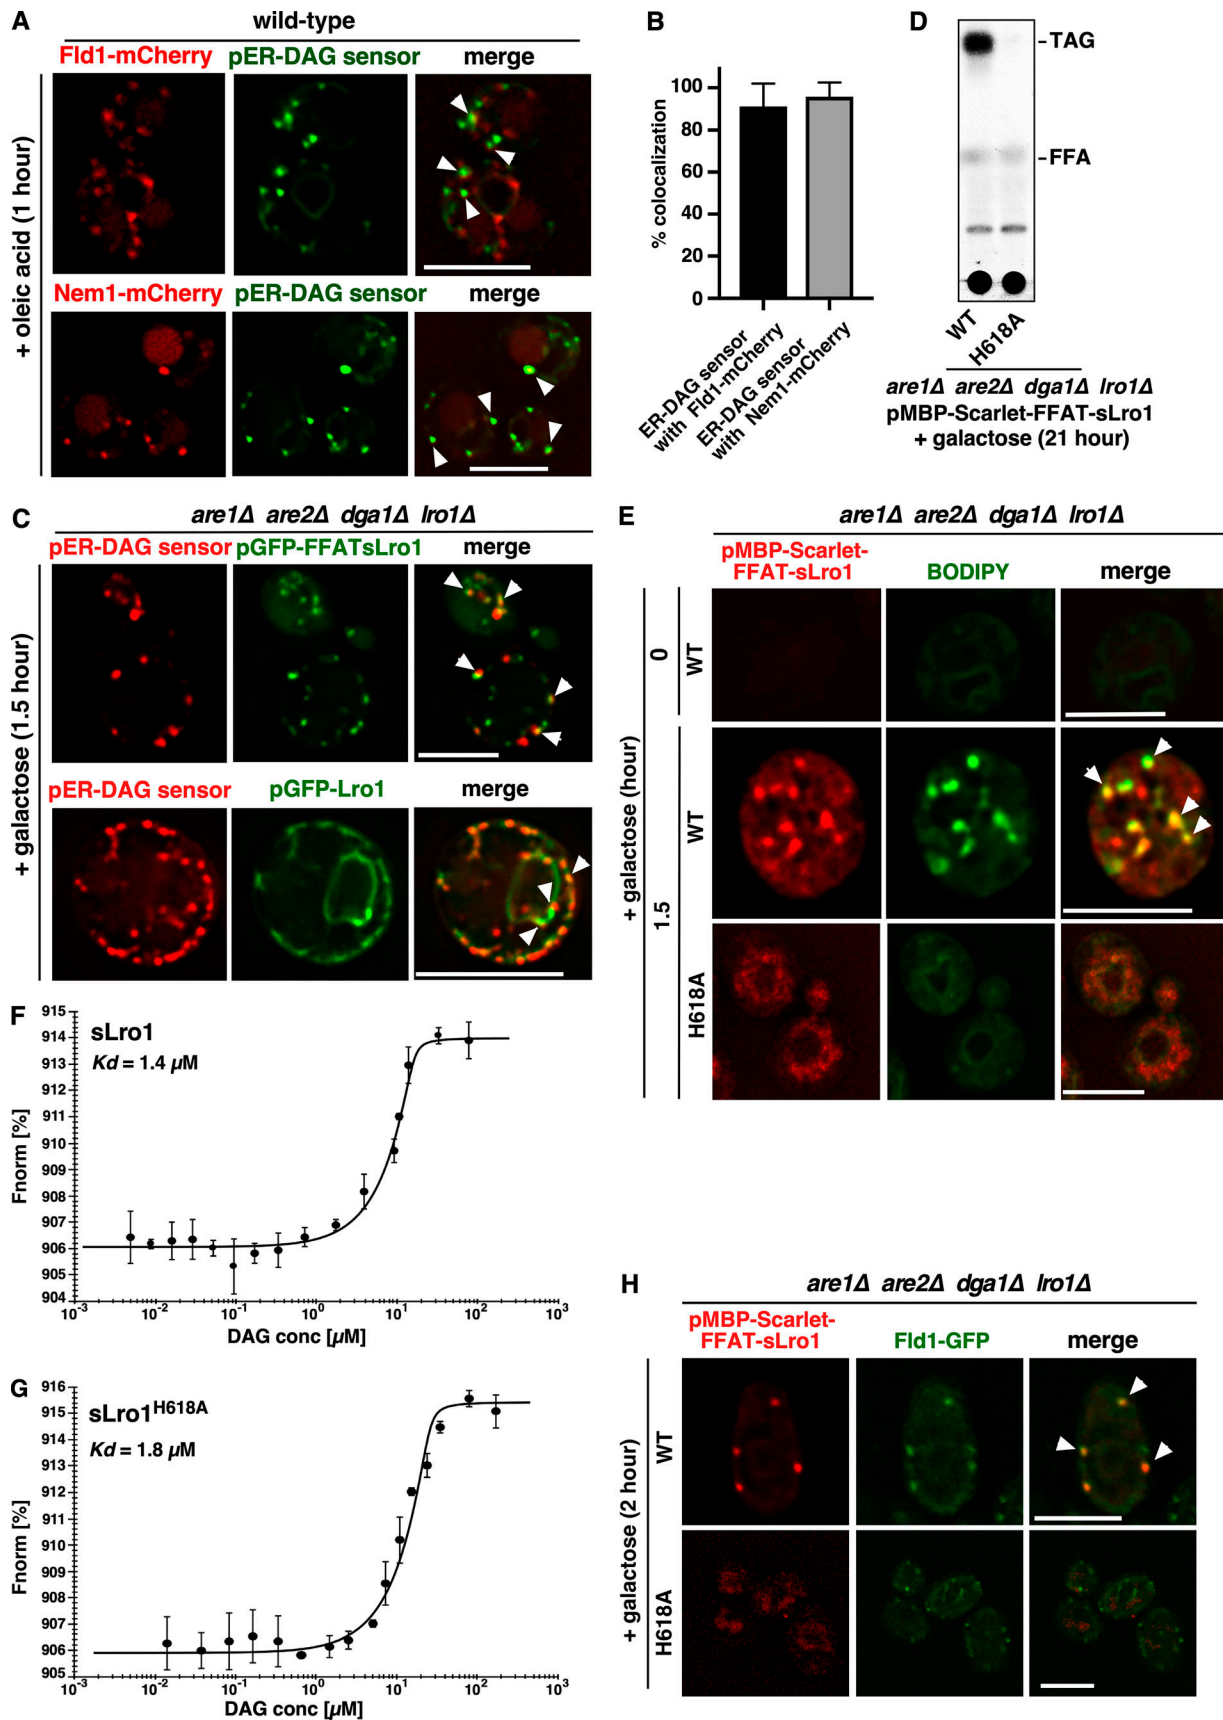 A
wild-type
Fld1-mCherry pER-DAG sensor merge
+ oleic acid (1 hour)
Nem1-mCherry pER-DAG sensor merge
B
% colocalization
100
80
60
40
20
0
ER-DAG sensor
with Fld1-mCherry
ER-DAG sensor
with Nem1-mCherry
D
-TAG
-FFA
WT
H618A
are1Δ are2Δ dga1Δ lro1Δ
pMBP-Scarlet-FFAT-sLro1
+ galactose (21 hour)
C
are1Δ are2Δ dga1Δ lro1Δ
pER-DAG sensor pGFP-FFATsLro1 merge
+ galactose (1.5 hour)
pER-DAG sensor pGFP-Lro1 merge
E
are1Δ are2Δ dga1Δ lro1Δ
pMBP-Scarlet-
FFAT-sLro1 BODIPY merge
+ galactose (hour)
0
WT
1.5
WT
H618A
F
sLro1
Kd = 1.4 µM
Fnorm [%]
915
914
913
912
911
910
909
908
907
906
905
904
10-3 10-2 10-1 100 101 102 103
DAG conc [µM]
G
sLro1H618A
Kd = 1.8 µM
Fnorm [%]
916
915
914
913
912
911
910
909
908
907
906
905
10-3 10-2 10-1 100 101 102 103
DAG conc [µM]
H
are1Δ are2Δ dga1Δ lro1Δ
pMBP-Scarlet-
FFAT-sLro1 Fld1-GFP merge
+ galactose (2 hour)
WT
H618A